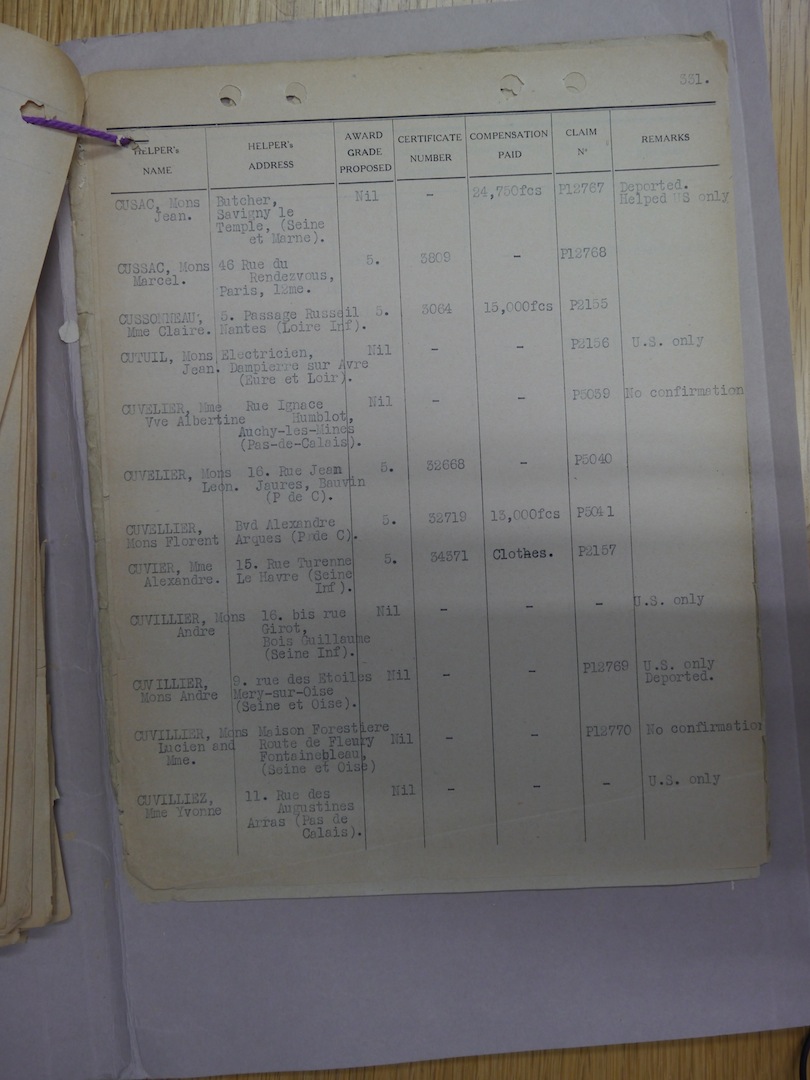 331.
HELPER's NAME HELPER's ADDRESS AWARD GRADE PROPOSED CERTIFICATE NUMBER COMPENSATION PAID CLAIM N° REMARKS
CUSAC, Mons Butcher, Nil - 24,750fcs P12767 Deported.
Jean. Savigny le Helped US only
Temple, (Seine
et Marne).
CUSSAC, Mons 46 Rue du 5. 3809 - P12768
Marcel. Rendezvous,
Paris, 12me.
CUSSONNEAU, 5. Passage Russeil 5. 3064 15,000fcs P2155
Mme Claire. Nantes (Loire Inf).
CUTUIL, Mons Electricien, Nil - - P2156 U.S. only
Jean. Dampierre sur Avre
(Eure et Loir).
CUVELIER, Mme Rue Ignace Nil - - P5039 No confirmation
Vve Albertine Humblot,
Auchy-les-Mines
(Pas-de-Calais).
CUVELIER, Mons 16. Rue Jean 5. 32668 - P5040
Leon. Jaures, Bauvin
(P de C).
CUVELLIER, Bvd Alexandre 5. 32719 13,000fcs P5041
Mons Florent Arques (P de C).
CUVIER, Mme 15. Rue Turenne 5. 34571 Clothes. P2157
Alexandre. Le Havre (Seine
Inf).
CUVILLIER, Mons 16. bis rue Nil - - - U.S. only
Andre Girot,
Bois Guillaume
(Seine Inf).
CUVILLIER, 9. rue des Etoiles Nil - - P12769 U.S. only
Mons Andre Mery-sur-Oise Deported.
(Seine et Oise).
CUVILLIER, Mons Maison Forestiere Nil - - P12770 No confirmation
Lucien and Route de Fleury
Mme. Fontainebleau,
(Seine et Oise)
CUVILLIEZ, 11. Rue des Nil - - - U.S. only
Mme Yvonne Augustines
Arras (Pas de
Calais).